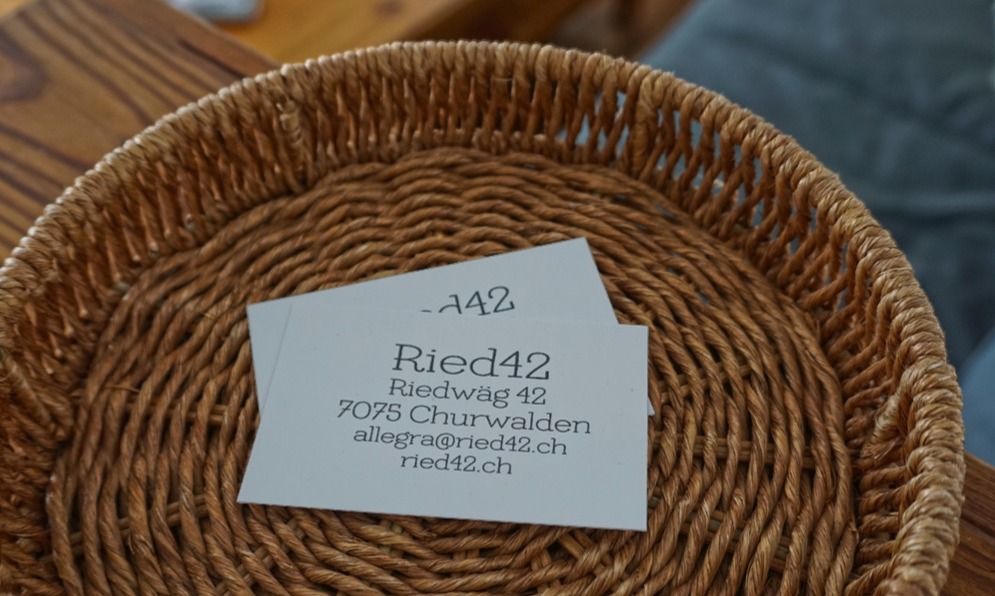 Ried42
Riedwäg 42
7075 Churwalden
allegra@ried42.ch
ried42.ch